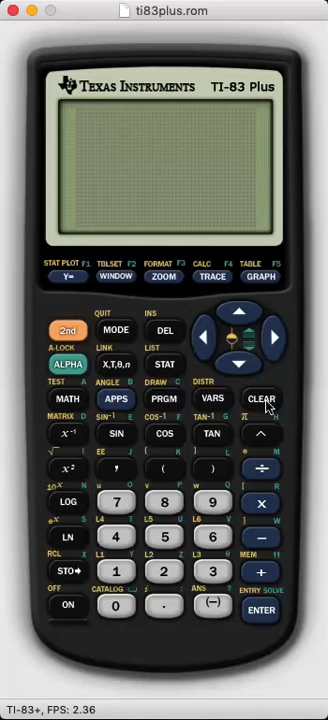 ti83plus.rom
TEXAS INSTRUMENTS TI-83 Plus
STAT PLOT F1 TBLSET F2 FORMAT F3 CALC F4 TABLE F5
Y= WINDOW ZOOM TRACE GRAPH
QUIT INS
2nd MODE DEL
A-LOCK LINK LIST
ALPHA X,T,θ,n STAT
TEST A ANGLE B DRAW C DISTR
MATH APPS PRGM VARS CLEAR
MATRIX D SIN⁻¹ E COS⁻¹ F TAN⁻¹ G π H
x⁻¹ SIN COS TAN ^
√ I EE J { K } L e M
x² , ( ) ÷
10ˣ N u O v P w Q [ R
LOG 7 8 9 X
eˣ S L4 T L5 U L6 V ] W
LN 4 5 6 −
RCL X L1 Y L2 Z L3 θ MEM "
STO➔ 1 2 3 +
OFF CATALOG i : ANS ? ENTRY SOLVE
ON 0 . (−) ENTER
TI-83+, FPS: 2.36